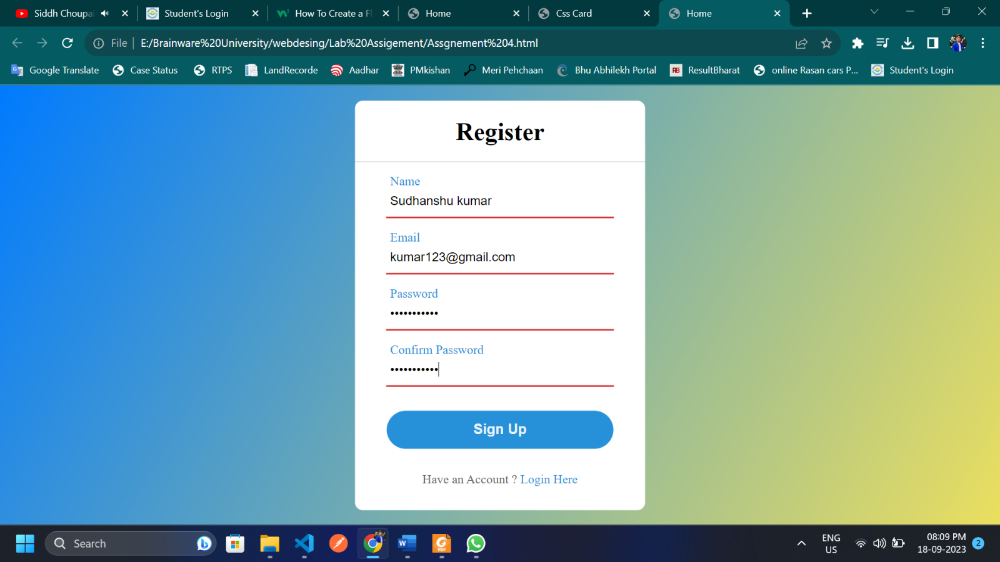 Siddh Choupai
Student's Login
How To Create a Fl
Home
Css Card
Home
File
E:/Brainware%20University/webdesing/Lab%20Assigement/Assgnement%204.html
Google Translate
Case Status
RTPS
LandRecorde
Aadhar
PMkishan
Meri Pehchaan
Bhu Abhilekh Portal
RB
ResultBharat
online Rasan cars P...
Student's Login
Register
Name
Sudhanshu kumar
Email
kumar123@gmail.com
Password
•••••••••••
Confirm Password
•••••••••••
Sign Up
Have an Account ? Login Here
Search
PDF
ENG
US
08:09 PM
18-09-2023
2